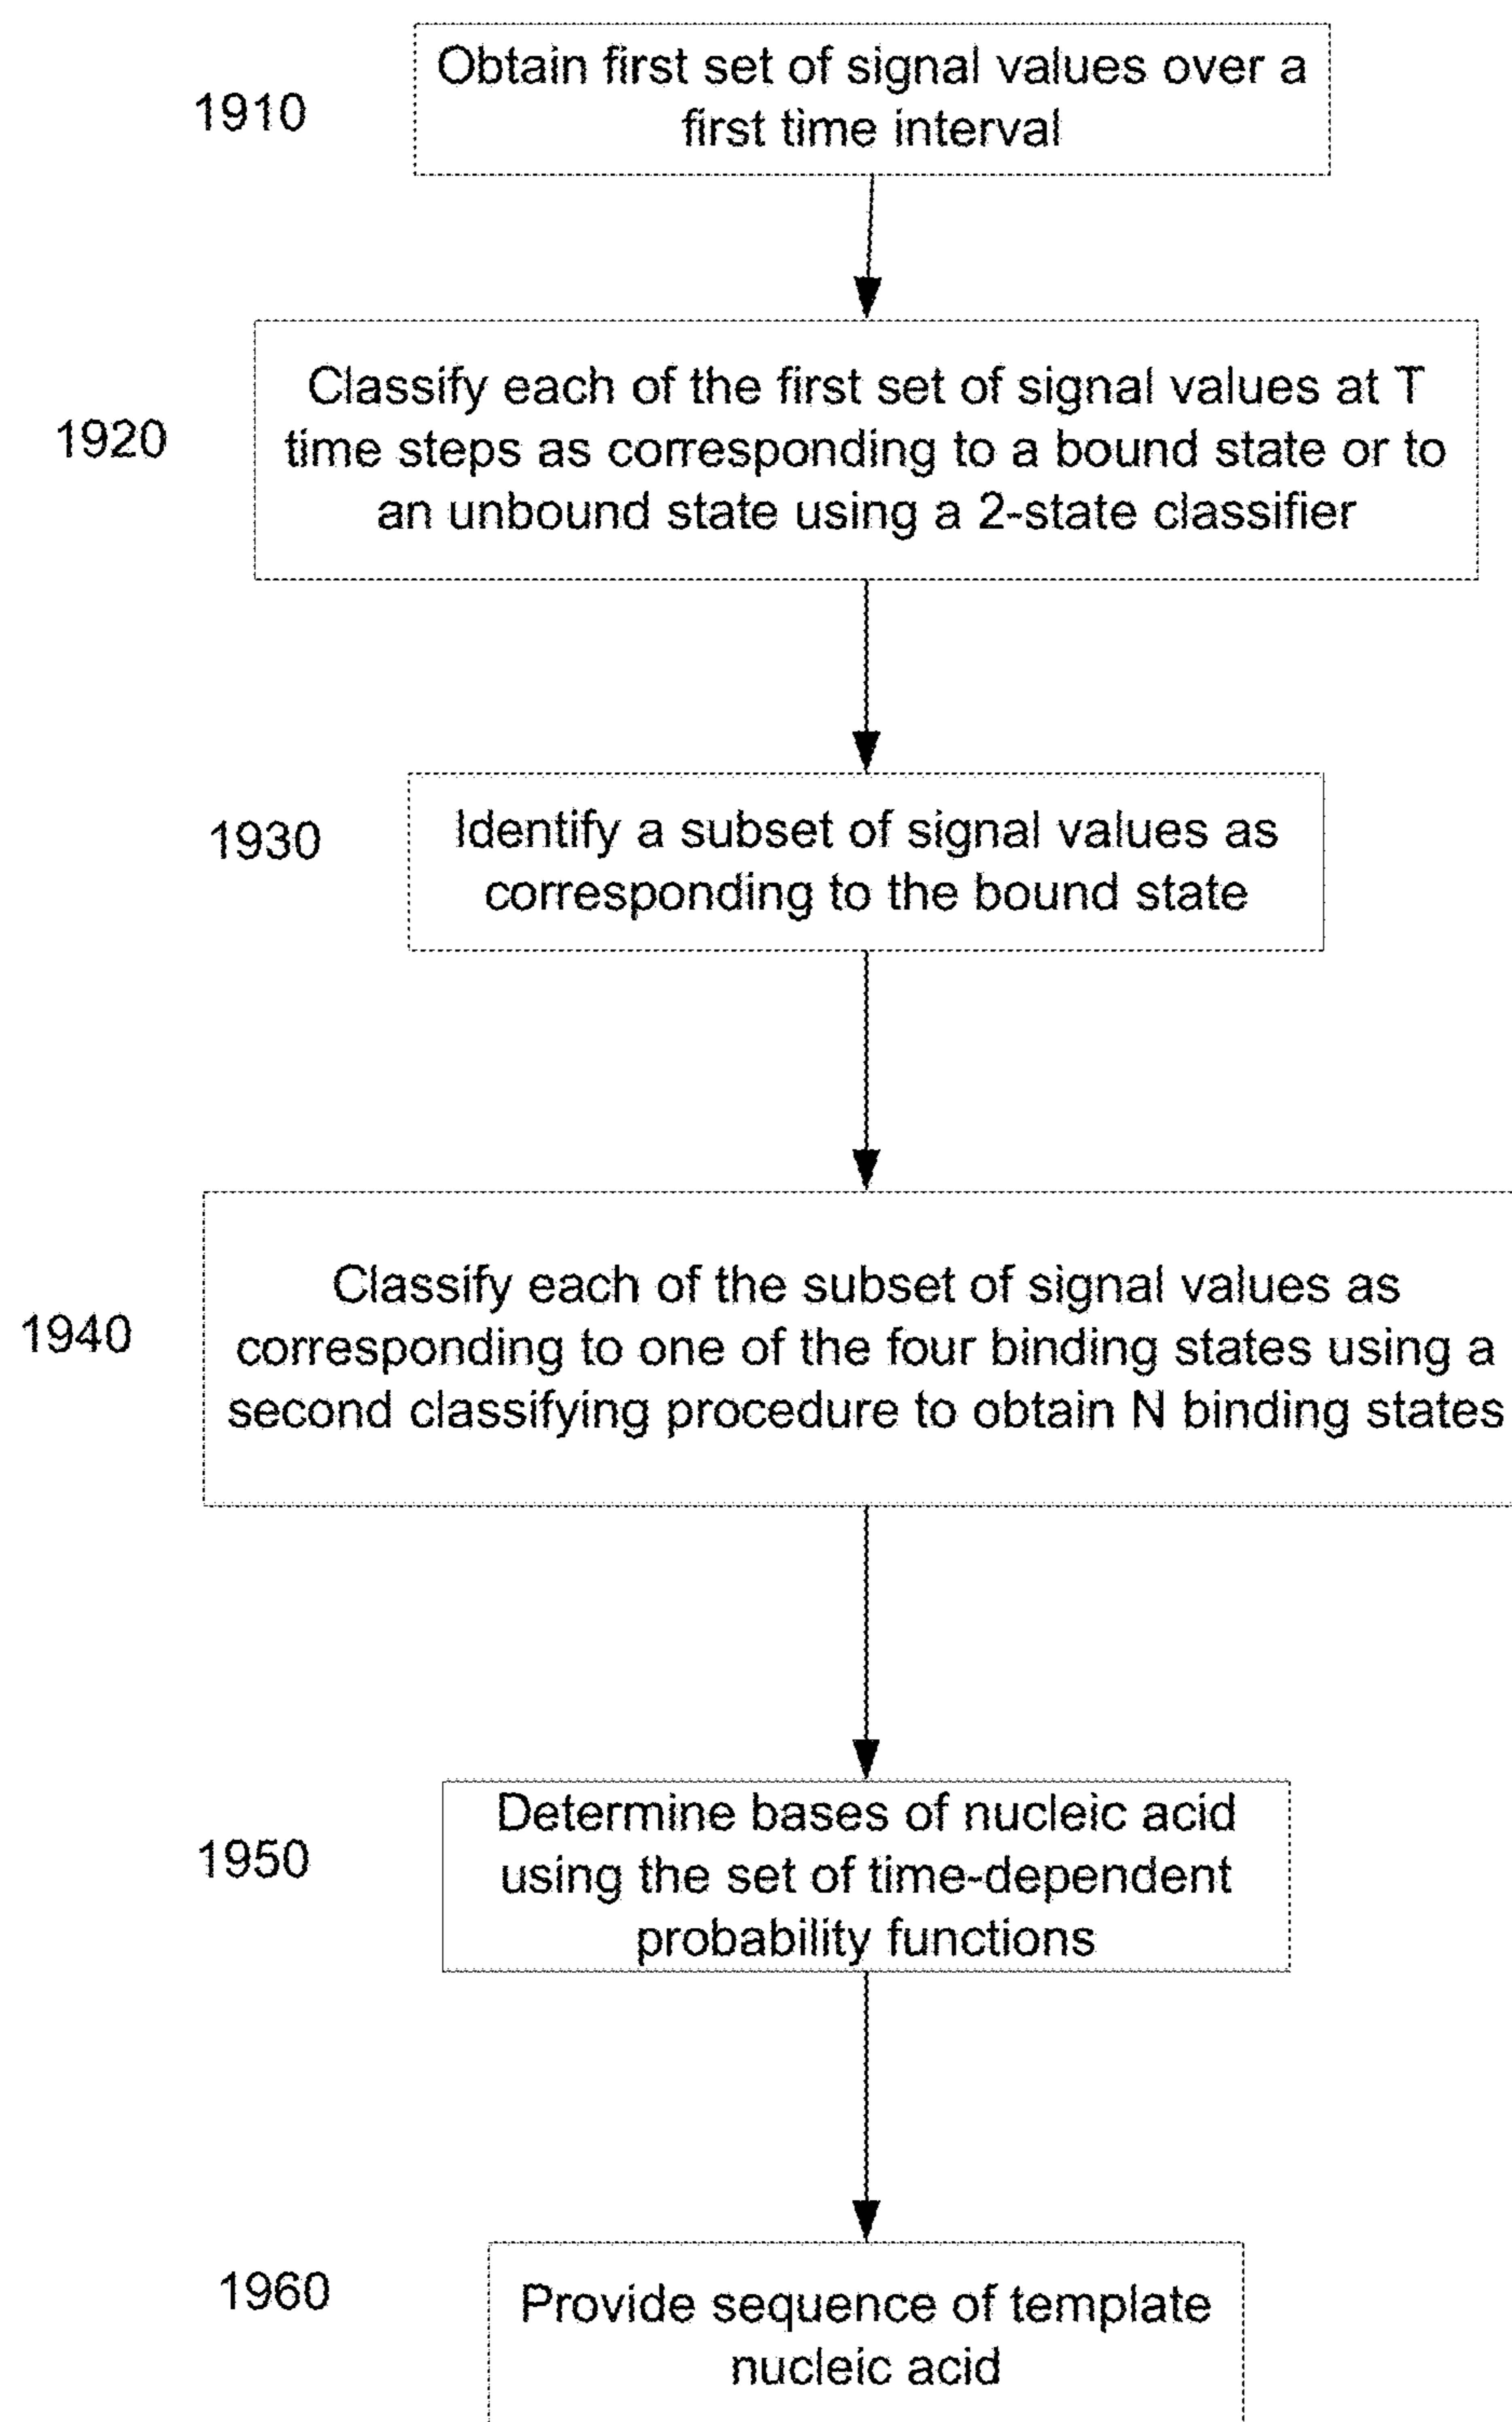 Obtain first set of signal values over a
1910
first time interval
Classify each of the first set of signal values at T
1920
time steps as corresponding to a bound state or to
an unbound state using a 2-state classifier
1930
Identify a subset of signal values as
corresponding to the bound state
Classify each of the subset of signal values as
1940
corresponding to one of the four binding states using a
second classifying procedure to obtain N binding states
Determine bases of nucleic acid
1950
using the set of time-dependent
probability functions
1960
Provide sequence of template
nucleic acid